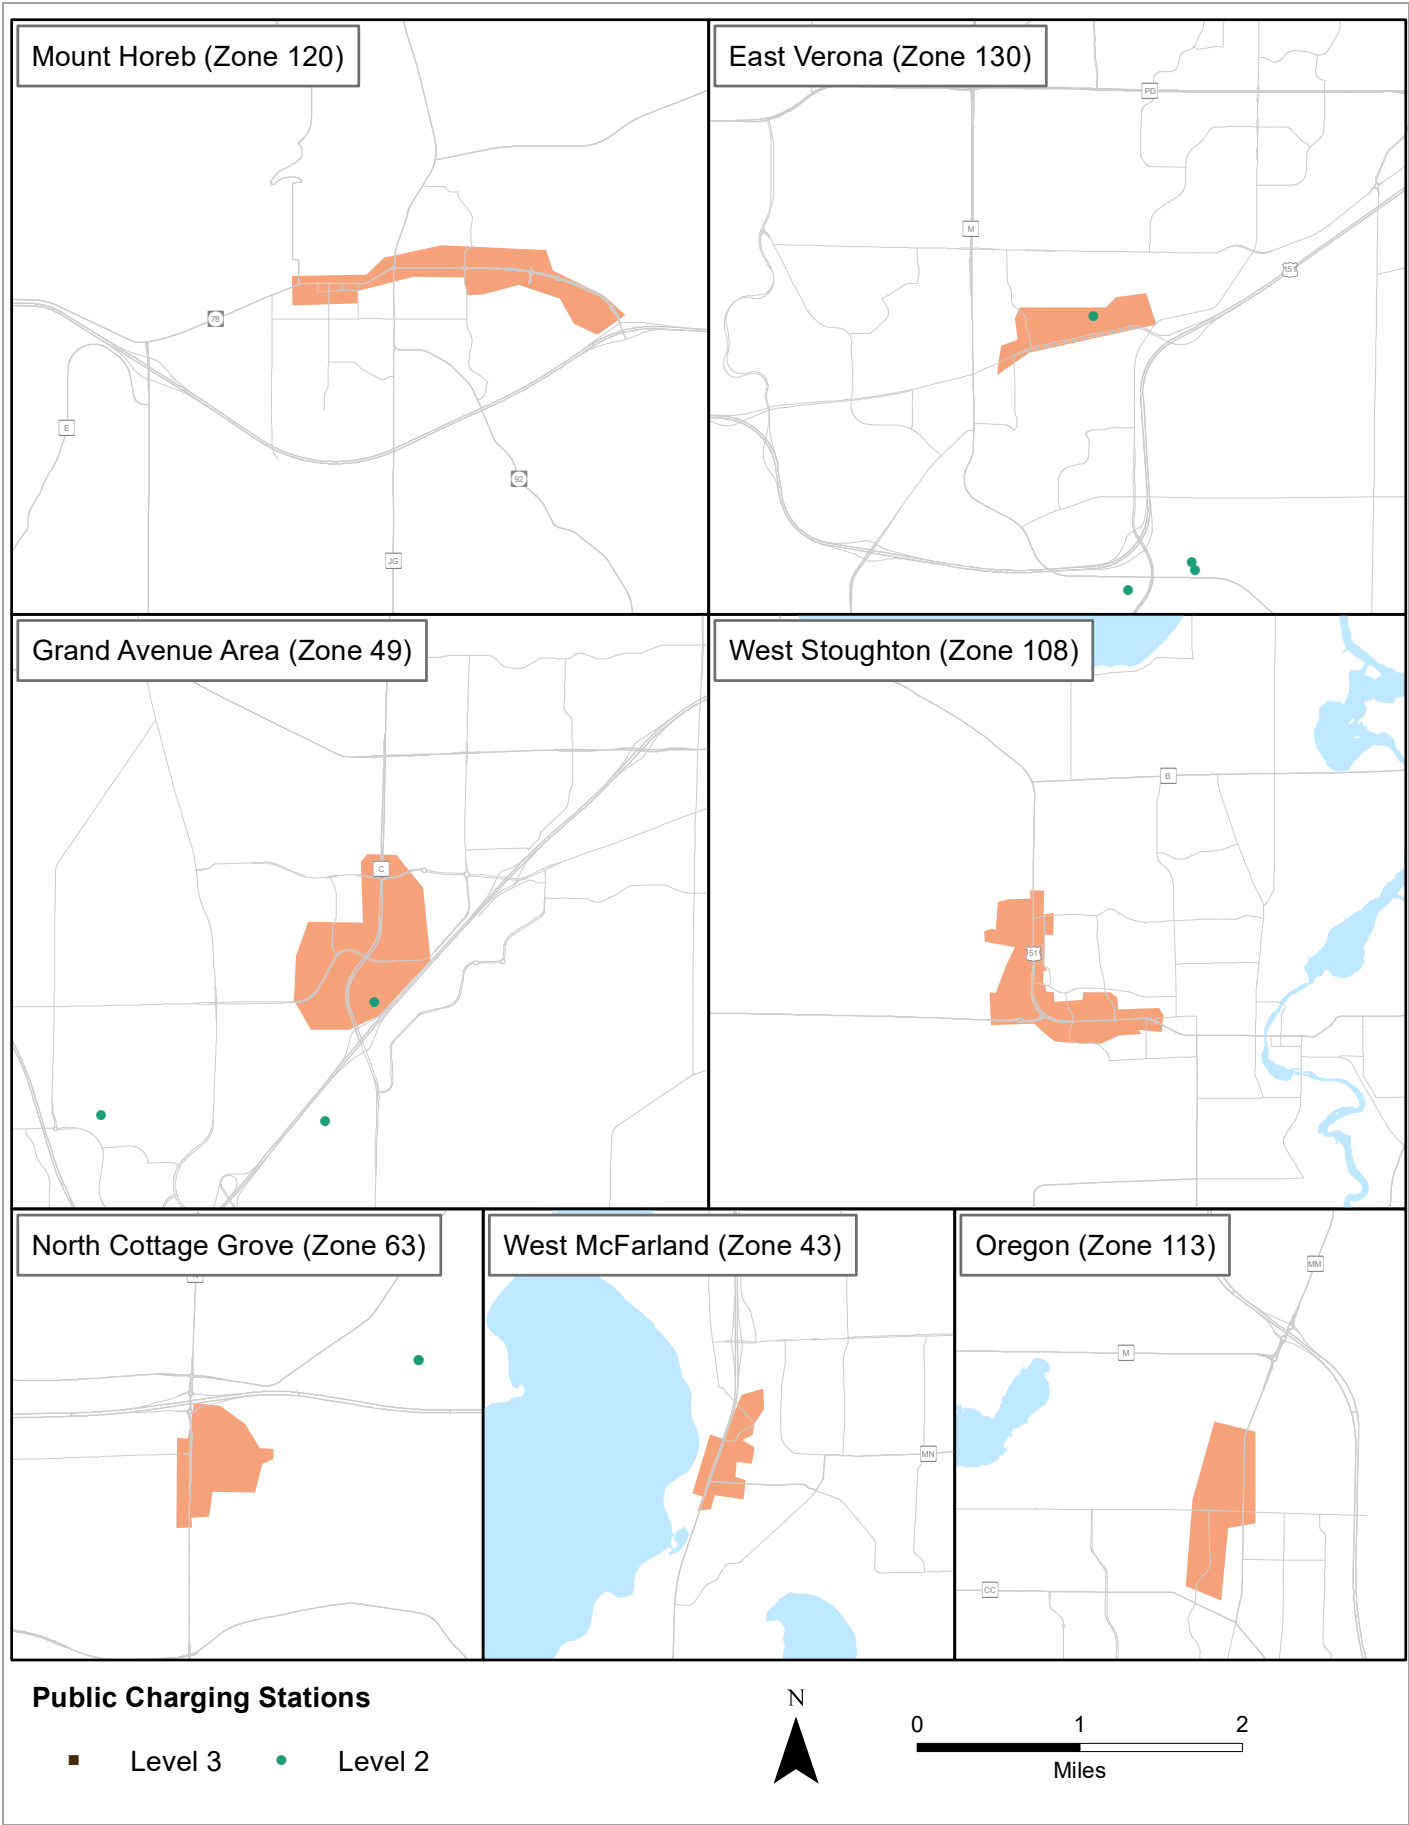 Mount Horeb (Zone 120)
78
E
92
JG
East Verona (Zone 130)
PD
M
151
Grand Avenue Area (Zone 49)
C
West Stoughton (Zone 108)
B
51
North Cottage Grove (Zone 63)
West McFarland (Zone 43)
MN
Oregon (Zone 113)
MM
M
CC
Public Charging Stations
Level 3
Level 2
N
0 1 2
Miles